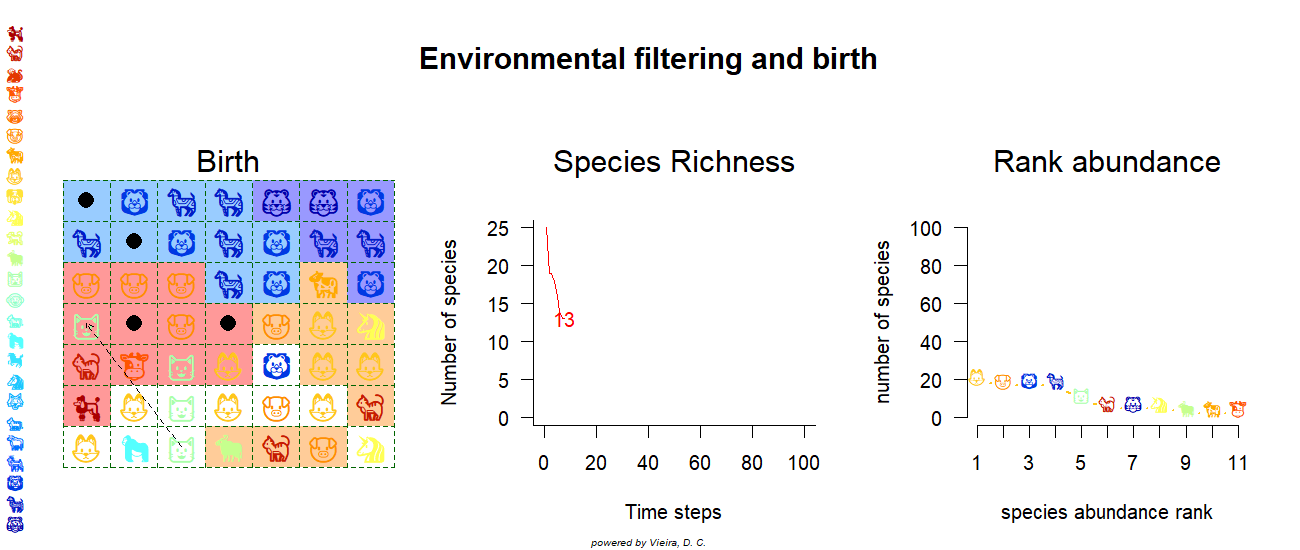 Environmental filtering and birth
Birth
Species Richness
Number of species
25
20
15
10
5
0
13
0 20 40 60 80 100
Time steps
Rank abundance
number of species
100
80
60
40
20
0
1 3 5 7 9 11
species abundance rank
powered by Vieira, D. C.